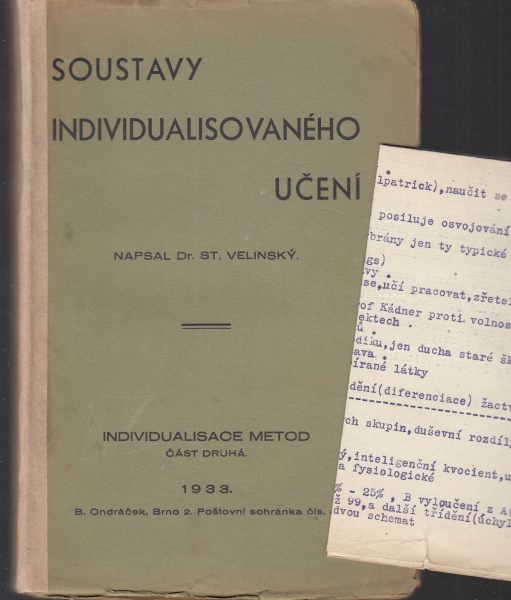 SOUSTAVY
INDIVIDUALISOVANÉHO
UČENÍ
NAPSAL Dr. ST. VELINSKÝ.
INDIVIDUALISACE METOD
ČÁST DRUHÁ.
1933.
B. Ondráček, Brno 2. Poštovní schránka čís.
lpatrick),naučit se
posiluje osvojování
brány jen ty typické
gs)
vy .
se,učí pracovat,zřetel
of Kádner proti volnos
ektech .
ů .
diku,jen ducha staré šk
ava .
írané látky
dění(diferenciace) žactv
ch skupin,duševní rozdíl
ý,inteligenční kvocient,u
a fysiologické
% - 25% , B vyloučení z A(
ž 99,a další třídění(úchyl
dvou schemat